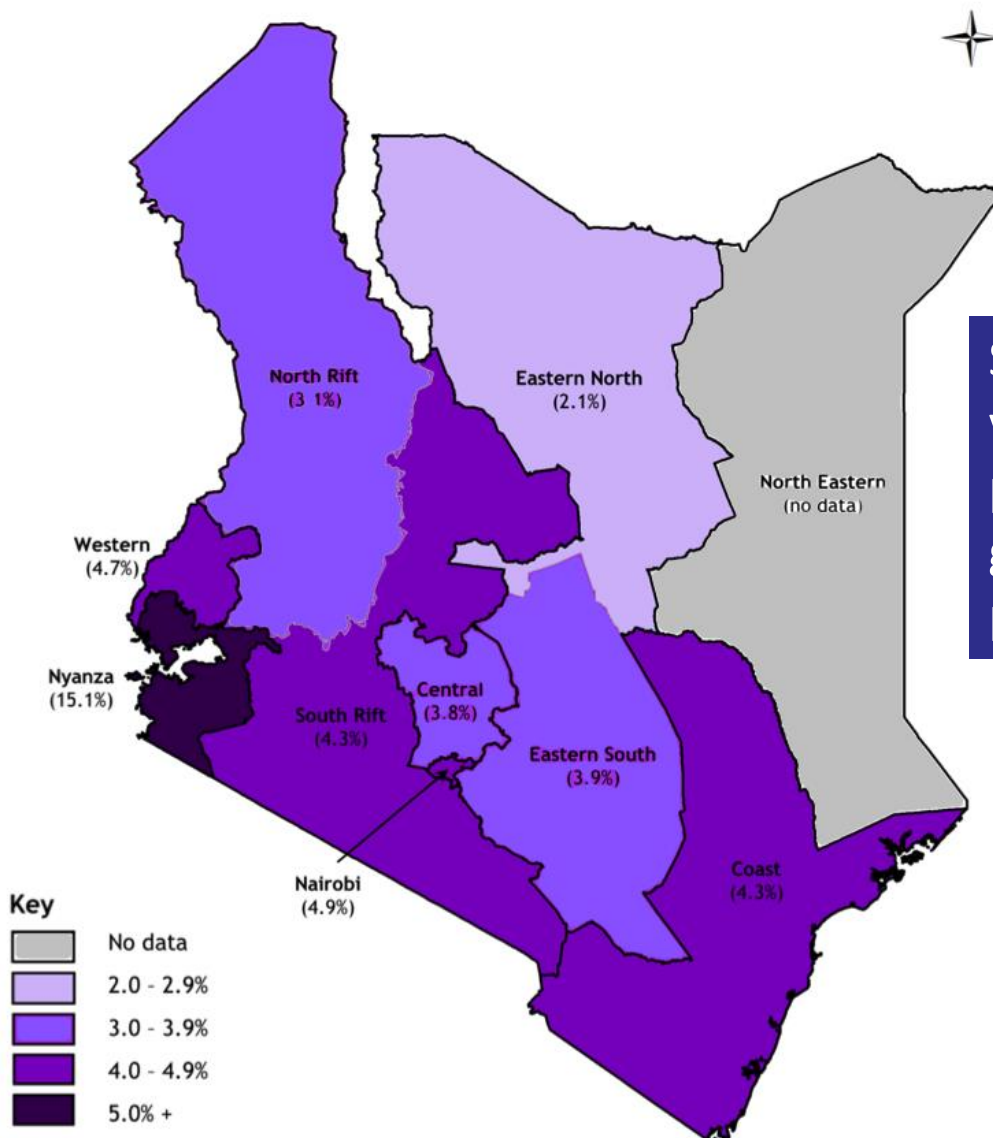 North Rift
(3 1%)
Eastern North
(2.1%)
North Eastern
(no data)
Western
(4.7%)
Nyanza
(15.1%)
South Rift
(4.3%)
Central
(3.8%)
Eastern South
(3.9%)
Nairobi
(4.9%)
Coast
(4.3%)
Key
No data
2.0 - 2.9%
3.0 - 3.9%
4.0 - 4.9%
5.0% +